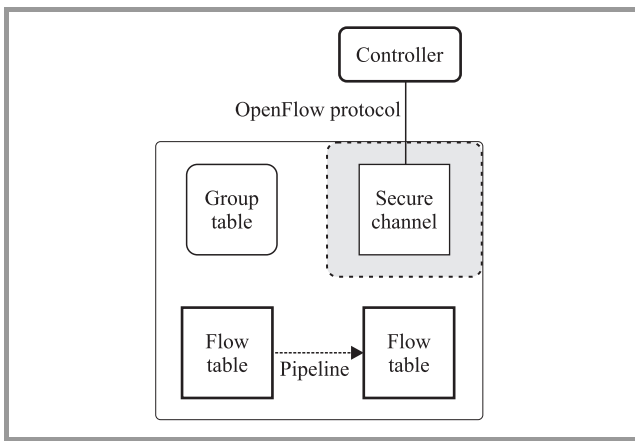 Controller
OpenFlow protocol
Group
table
Secure
channel
Flow
table
Pipeline
Flow
table